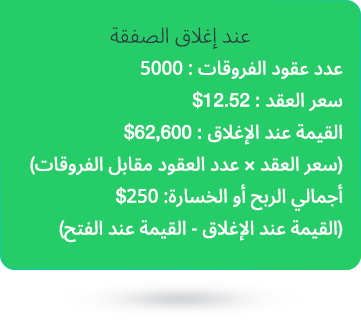 عند إغلاق الصفقة
عدد عقود الفروقات : 5000
سعر العقد : 12.52$
القيمة عند الإغلاق : 62,600$
(سعر العقد × عدد العقود مقابل الفروقات)
أجمالي الربح أو الخسارة: 250$
(القيمة عند الإغلاق - القيمة عند الفتح)